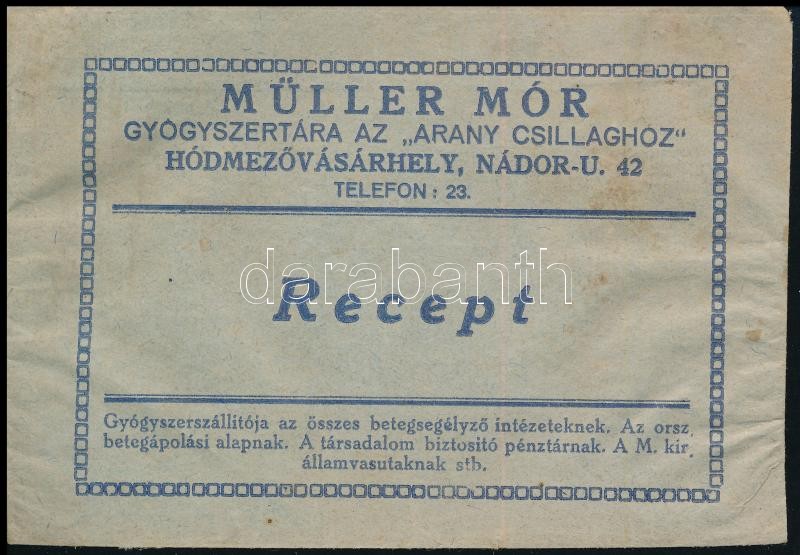 MÜLLER MÓR
GYÓGYSZERTÁRA AZ „ARANY CSILLAGHOZ"
HÓDMEZŐVÁSÁRHELY, NÁDOR-U. 42
TELEFON: 23.
darabanth
Recept
Gyógyszerszállitója az összes betegsegélyző intézeteknek. Az orsz.
betegápolási alapnak. A társadalom biztositó pénztárnak. A M. kir.
államvasutaknak stb.